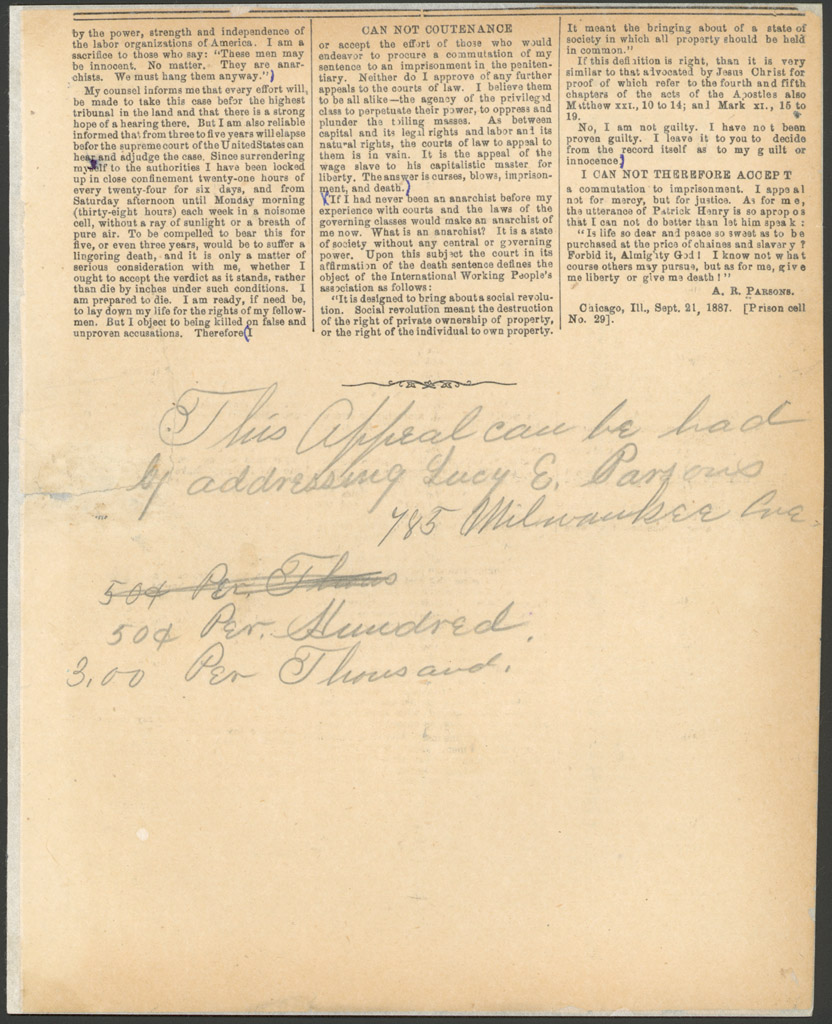 by the power, strength and independence of
the labor organizations of America. I am a
sacrifice to those who say: "These men may
be innocent. No matter. They are anar-
chists. We must hang them anyway.")
My counsel informs me that every effort will
be made to take this case befor the highest
tribunal in the land and that there is a strong
hope of a hearing there. But I am also reliable
informed that from three to five years will elapse
befor the supreme court of the UnitedStates can
hear and adjudge the case. Since surrendering
myself to the authorities I have been locked
up in close confinement twenty-one hours of
every twenty-four for six days, and from
Saturday afternoon until Monday morning
(thirty-eight hours) each week in a noisome
cell, without a ray of sunlight or a breath of
pure air. To be compelled to bear this for
five, or even three years, would be to suffer a
lingering death, and it is only a matter of
serious consideration with me, whether I
ought to accept the verdict as it stands, rather
than die by inches under such conditions. I
am prepared to die. I am ready, if need be,
to lay down my life for the rights of my fellow-
men. But I object to being killed on false and
unproven accusations. Therefore(I
CAN NOT COUTENANCE
or accept the effort of those who would
endeavor to procure a commutation of my
sentence to an imprisonment in the peniten-
tiary. Neither do I approve of any further
appeals to the courts of law. I believe them
to be all alike—the agency of the privileged
class to perpetuate their power, to oppress and
plunder the toiling masses. As between
capital and its legal rights and labor and its
natural rights, the courts of law to appeal to
them is in vain. It is the appeal of the
wage slave to his capitalistic master for
liberty. The answer is curses, blows, imprison-
ment, and death.)
(If I had never been an anarchist before my
experience with courts and the laws of the
governing classes would make an anarchist of
me now. What is an anarchist? It is a state
of society without any central or governing
power. Upon this subject the court in its
affirmation of the death sentence defines the
object of the International Working People's
association as follows:
"It is designed to bring about a social revolu-
tion. Social revolution meant the destruction
of the right of private ownership of property,
or the right of the individual to own property.
It meant the bringing about of a state of
society in which all property should be held
in common."
If this definition is right, than it is very
similar to that advocated by Jesus Christ for
proof of which refer to the fourth and fifth
chapters of the acts of the Apostles also
Matthew XXI., 10 to 14; and Mark XI., 15 to
19.
No, I am not guilty. I have not been
proven guilty. I leave it to you to decide
from the record itself as to my guilt or
innocence)
I CAN NOT THEREFORE ACCEPT
a commutation to imprisonment. I appeal
not for mercy, but for justice. As for me,
the utterance of Patrick Henry is so apropos
that I can not do better than let him speak:
"Is life so dear and peace so sweet as to be
purchased at the price of chaines and slavery?
Forbid it, Almighty God! I know not what
course others may pursue, but as for me, give
me liberty or give me death!"
A. R. PARSONS.
Chicago, Ill., Sept. 21, 1887. [Prison cell
No. 29].
This Appeal can be had
by addressing Lucy E. Parsons
785 Milwaukee Ave.
50¢ Per. Thous
50¢ Per. Hundred.
3.00 Per Thousand.